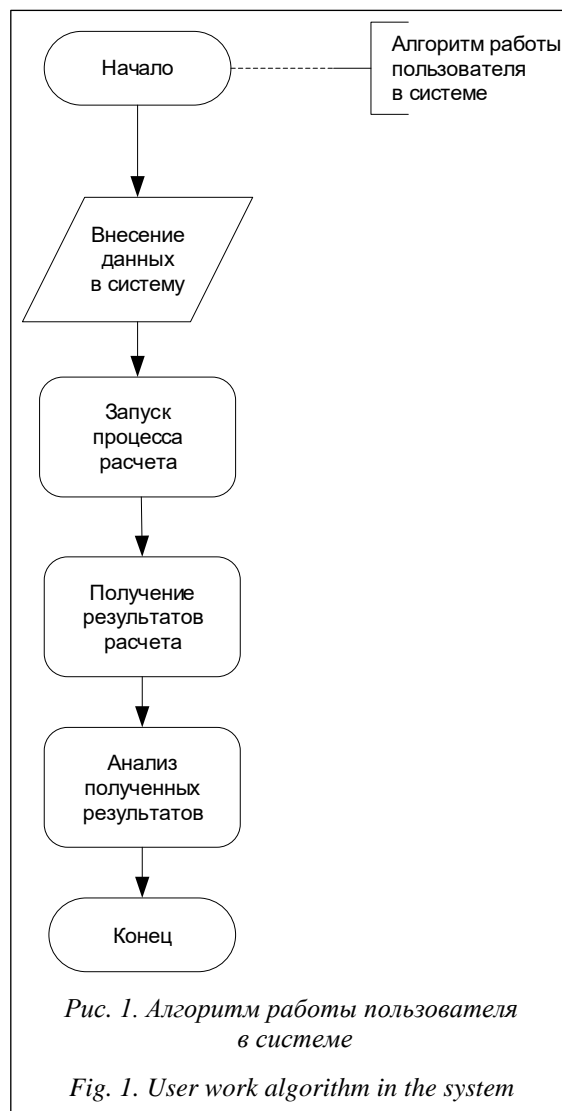 Начало
Алгоритм работы
пользователя
в системе
Внесение
данных
в систему
Запуск
процесса
расчета
Получение
результатов
расчета
Анализ
полученных
результатов
Конец
Рис. 1. Алгоритм работы пользователя
в системе
Fig. 1. User work algorithm in the system